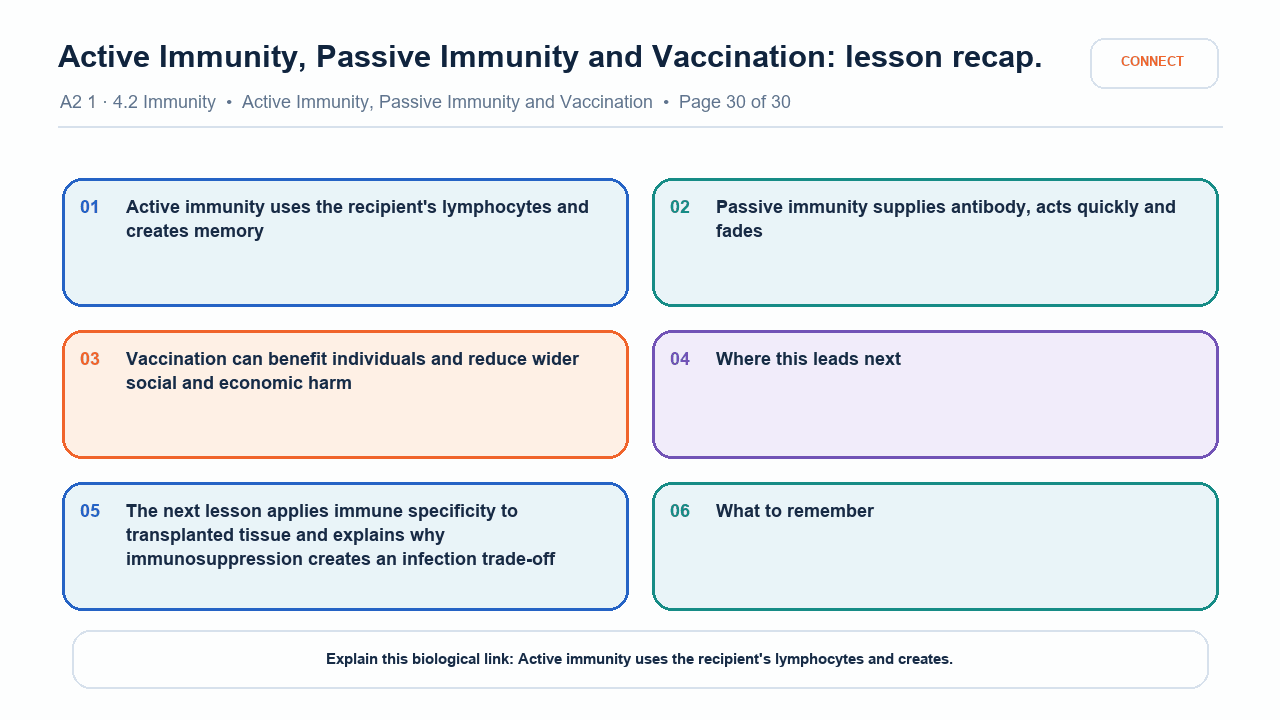 Active Immunity, Passive Immunity and Vaccination: lesson recap.
CONNECT
A2 1 · 4.2 Immunity • Active Immunity, Passive Immunity and Vaccination • Page 30 of 30
01 Active immunity uses the recipient's lymphocytes and
creates memory
02 Passive immunity supplies antibody, acts quickly and
fades
03 Vaccination can benefit individuals and reduce wider
social and economic harm
04 Where this leads next
05 The next lesson applies immune specificity to
transplanted tissue and explains why
immunosuppression creates an infection trade-off
06 What to remember
Explain this biological link: Active immunity uses the recipient's lymphocytes and creates.